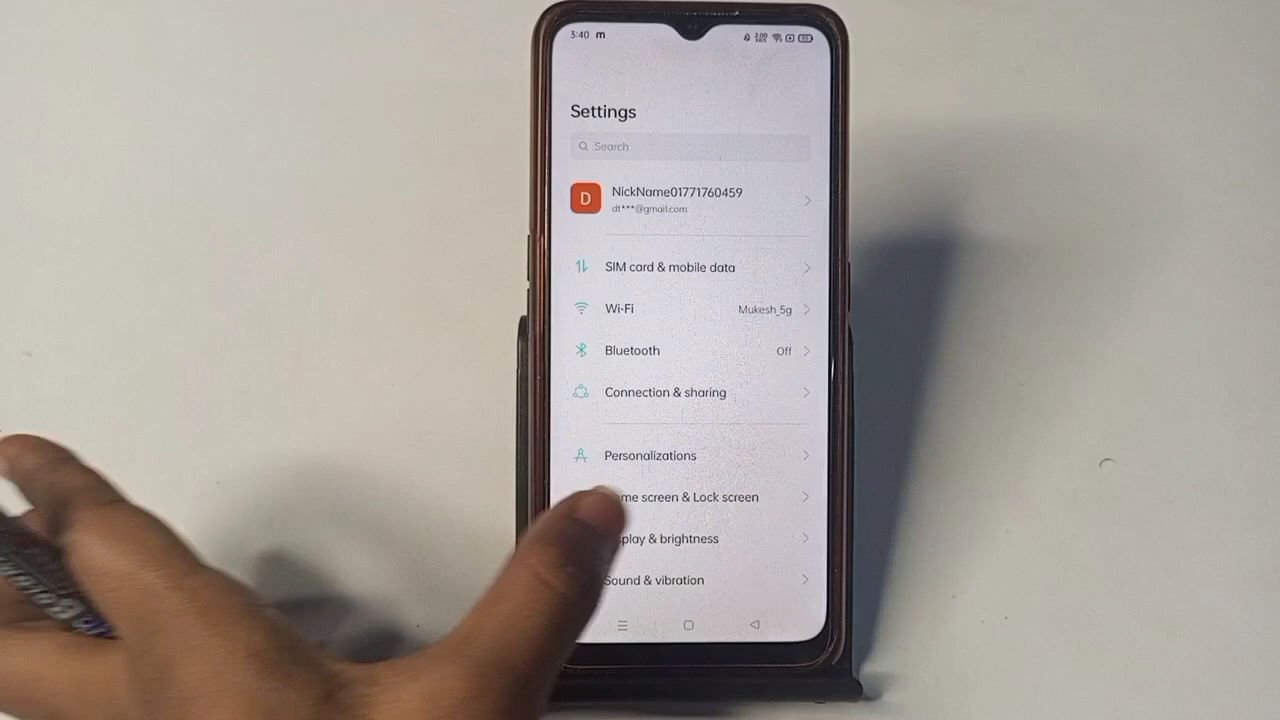 3:40 m
Settings
Search
D
NickName01771760459
dt***@gmail.com
SIM card & mobile data
Wi-Fi Mukesh_5g
Bluetooth Off
Connection & sharing
Personalizations
me screen & Lock screen
splay & brightness
Sound & vibration